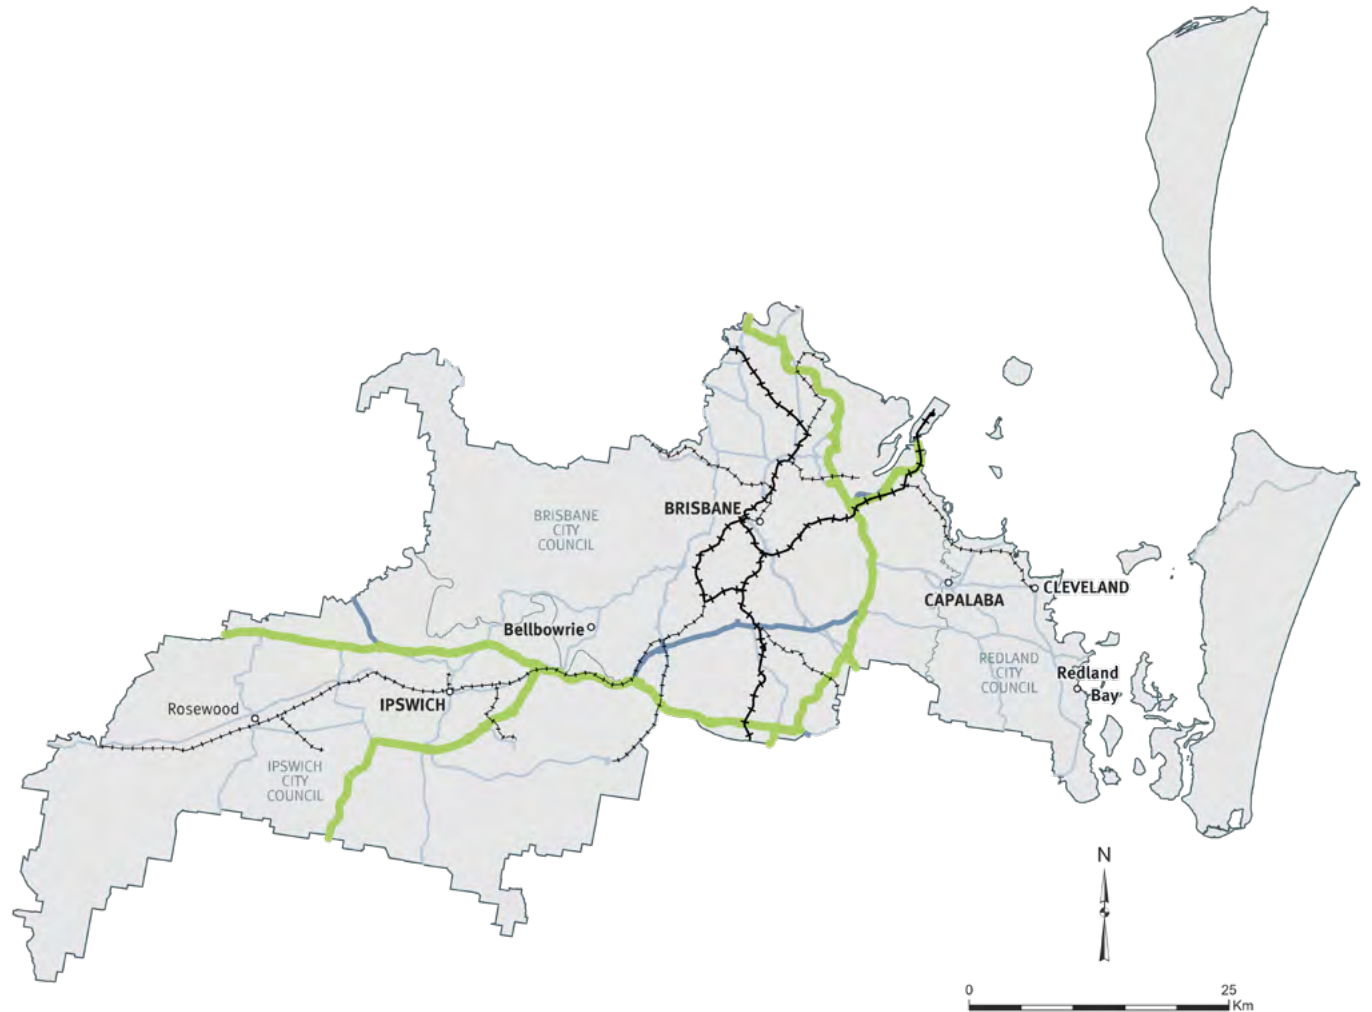 BRISBANE
BRISBANE
CITY
COUNCIL
CLEVELAND
CAPALABA
Bellbowrie
REDLAND
CITY
COUNCIL
Redland
Bay
Rosewood
IPSWICH
IPSWICH
CITY
COUNCIL
N
0 25
Km